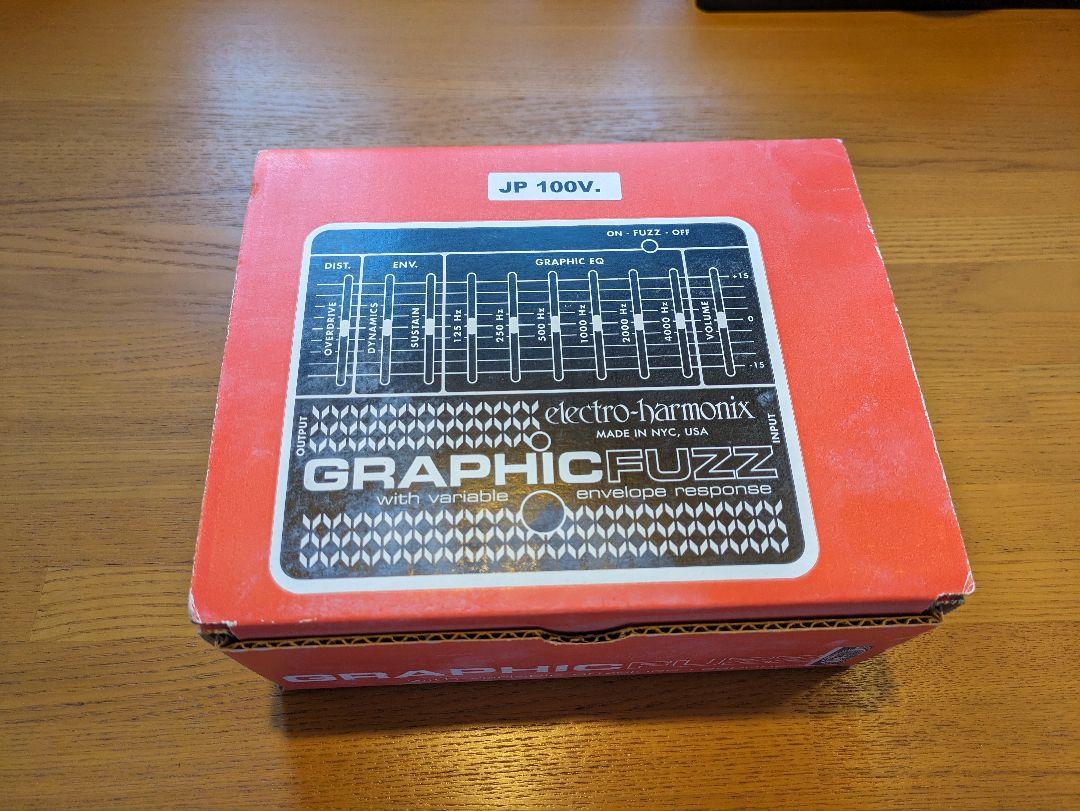 JP 100V.
ON - FUZZ - OFF
DIST.
ENV.
GRAPHIC EQ
OVERDRIVE
DYNAMICS
SUSTAIN
125 Hz
250 Hz
500 Hz
1000 Hz
2000 Hz
4000 Hz
VOLUME
+15
0
-15
OUTPUT
electro-harmonix
MADE IN NYC, USA
INPUT
GRAPHICFUZZ
with variable envelope response
GRAPHICFUZZ